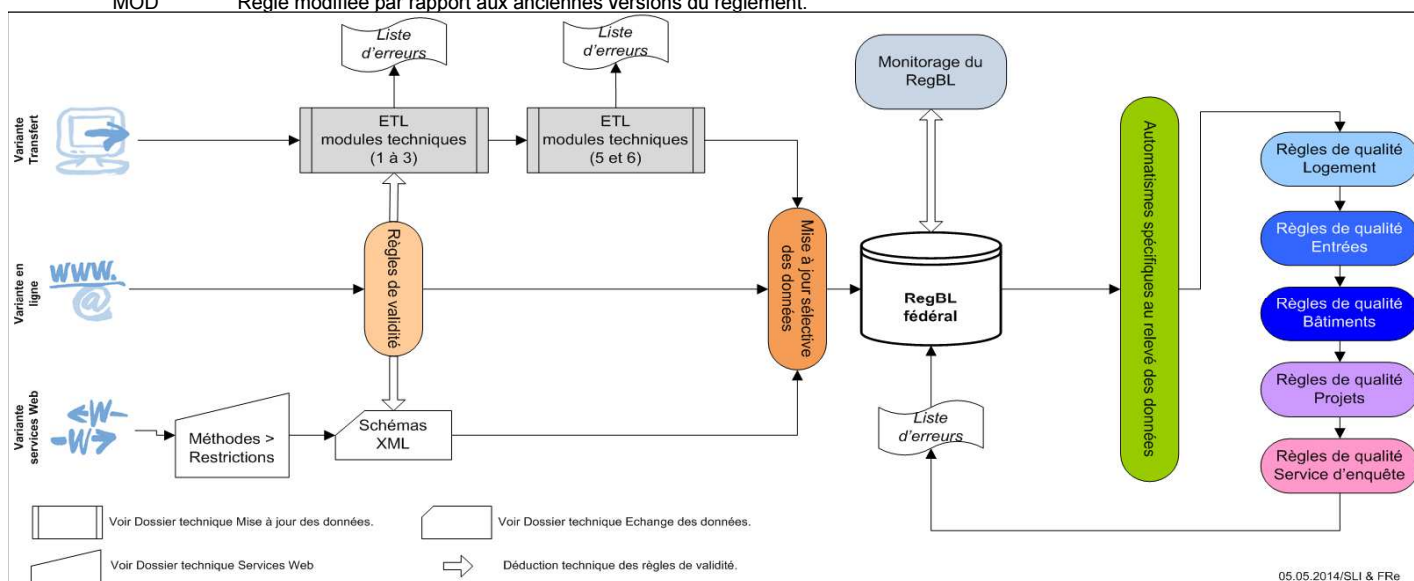 MOD Règle modifiée par rapport aux anciennes versions du règlement.
Liste
d'erreurs
Liste
d'erreurs
Monitorage du
RegBL
Variante
Transfert
ETL
modules techniques
(1 à 3)
ETL
modules techniques
(5 et 6)
Automatismes spécifiques au relevé des données
Règles de qualité
Logement
Règles de qualité
Entrées
Règles de qualité
Bâtiments
Règles de qualité
Projets
Règles de qualité
Service d'enquête
Variante en
ligne
www.
@
Règles de validité
Mise à jour sélective
des données
RegBL
fédéral
Variante
services Web
<-W-
-W->
Méthodes >
Restrictions
Schémas
XML
Liste
d'erreurs
Voir Dossier technique Mise à jour des données.
Voir Dossier technique Echange des données.
Voir Dossier technique Services Web
Déduction technique des règles de validité.
05.05.2014/SLI & FRe